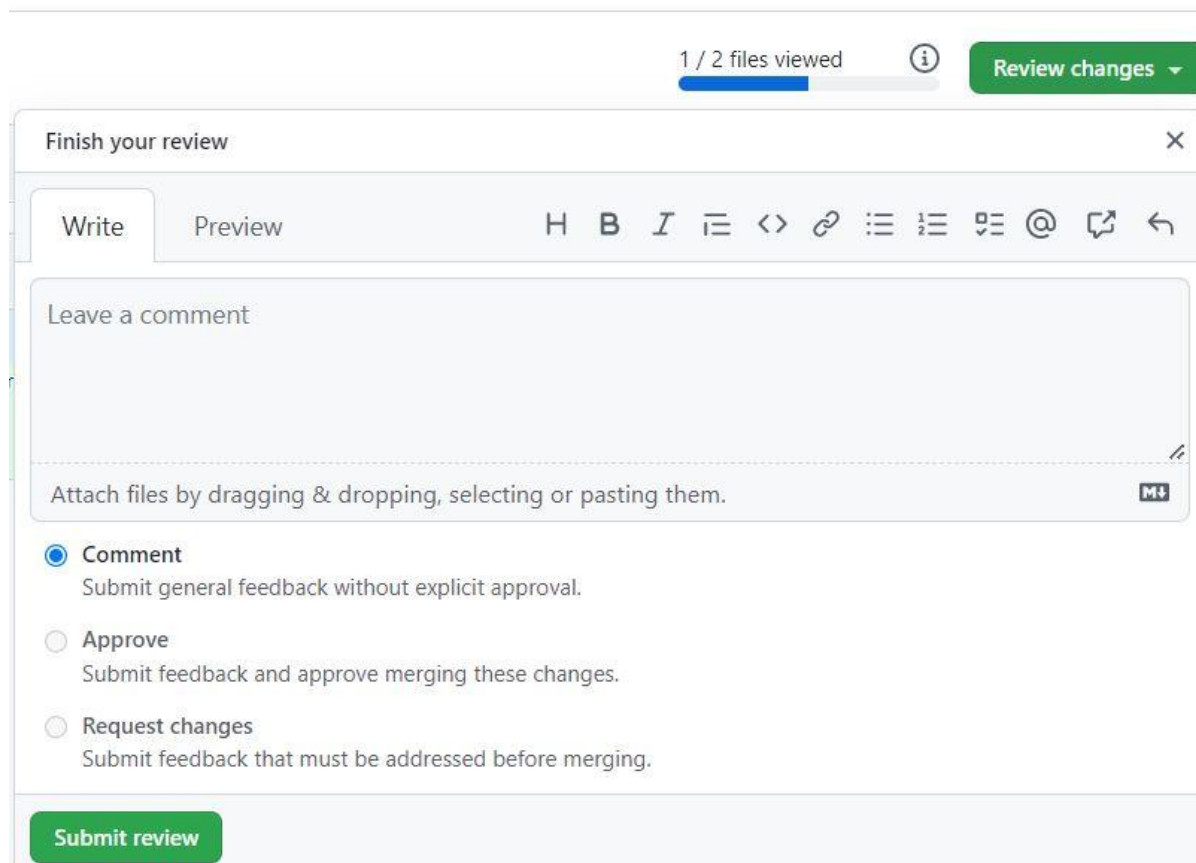 1 / 2 files viewed
Review changes
Finish your review
Write Preview H B I @
Leave a comment
Attach files by dragging & dropping, selecting or pasting them.
Comment
Submit general feedback without explicit approval.
Approve
Submit feedback and approve merging these changes.
Request changes
Submit feedback that must be addressed before merging.
Submit review